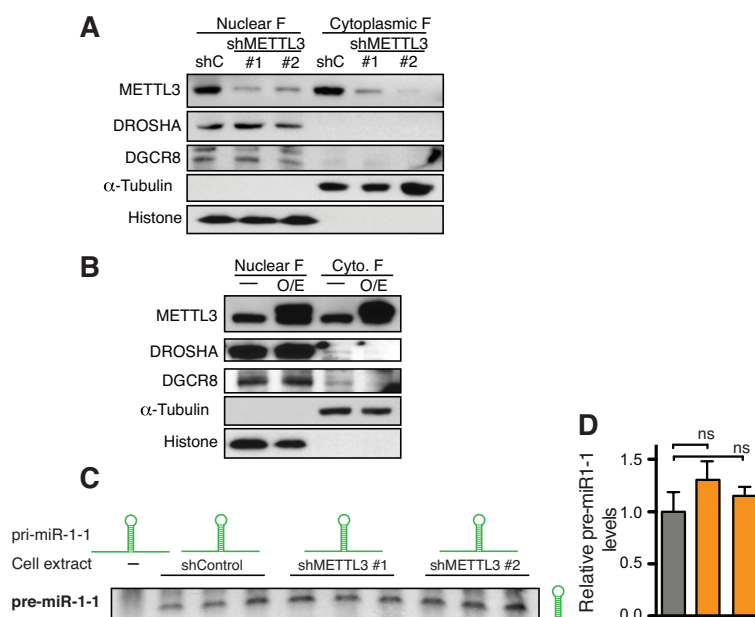 A
Nuclear F Cytoplasmic F
shMETTL3 shMETTL3
shC #1 #2 shC #1 #2
METTL3
DROSHA
DGCR8
α-Tubulin
Histone
B
Nuclear F Cyto. F
— O/E — O/E
METTL3
DROSHA
DGCR8
α-Tubulin
Histone
C
pri-miR-1-1
Cell extract – shControl shMETTL3 #1 shMETTL3 #2
pre-miR-1-1
D
ns
ns
Relative pre-miR1-1
levels
1.5
1.0
0.5
0.0